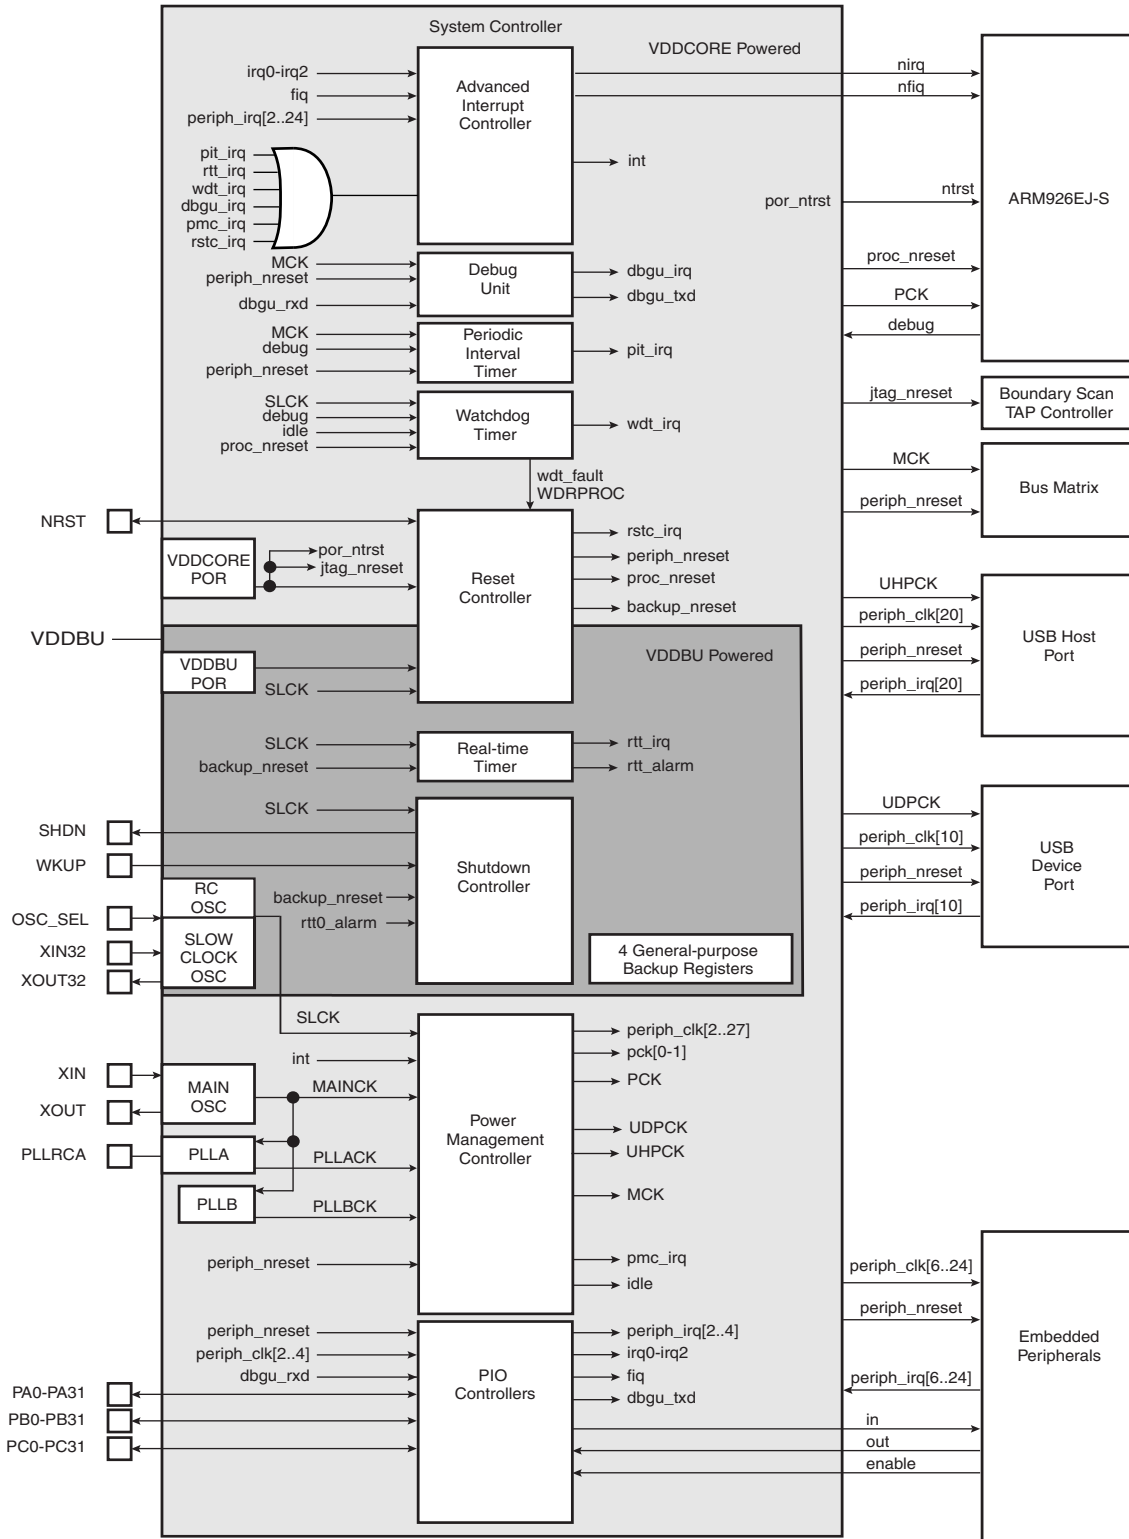 System Controller
VDDCORE Powered
irq0-irq2
fiq
periph_irq[2..24]
Advanced
Interrupt
Controller
nirq
nfiq
int
pit_irq
rtt_irq
wdt_irq
dbgu_irq
pmc_irq
rstc_irq
por_ntrst
ntrst
ARM926EJ-S
proc_nreset
PCK
debug
MCK
periph_nreset
dbgu_rxd
Debug
Unit
dbgu_irq
dbgu_txd
MCK
debug
periph_nreset
Periodic
Interval
Timer
pit_irq
SLCK
debug
idle
proc_nreset
Watchdog
Timer
wdt_irq
jtag_nreset
Boundary Scan
TAP Controller
wdt_fault
WDRPROC
MCK
periph_nreset
Bus Matrix
NRST
VDDCORE
POR
por_ntrst
jtag_nreset
Reset
Controller
rstc_irq
periph_nreset
proc_nreset
backup_nreset
UHPCK
periph_clk[20]
periph_nreset
periph_irq[20]
USB Host
Port
VDDBU
VDDBU Powered
VDDBU
POR
SLCK
SLCK
backup_nreset
Real-time
Timer
rtt_irq
rtt_alarm
SLCK
SHDN
WKUP
backup_nreset
rtt0_alarm
Shutdown
Controller
UDPCK
periph_clk[10]
periph_nreset
periph_irq[10]
USB
Device
Port
RC
OSC
OSC_SEL
XIN32
XOUT32
SLOW
CLOCK
OSC
4 General-purpose
Backup Registers
SLCK
int
XIN
XOUT
MAIN
OSC
MAINCK
PLLRCA
PLLA
PLLACK
PLLB
PLLBCK
periph_nreset
Power
Management
Controller
periph_clk[2..27]
pck[0-1]
PCK
UDPCK
UHPCK
MCK
pmc_irq
idle
periph_clk[6..24]
periph_nreset
periph_irq[6..24]
in
out
enable
Embedded
Peripherals
periph_nreset
periph_clk[2..4]
dbgu_rxd
PA0-PA31
PB0-PB31
PC0-PC31
PIO
Controllers
periph_irq[2..4]
irq0-irq2
fiq
dbgu_txd